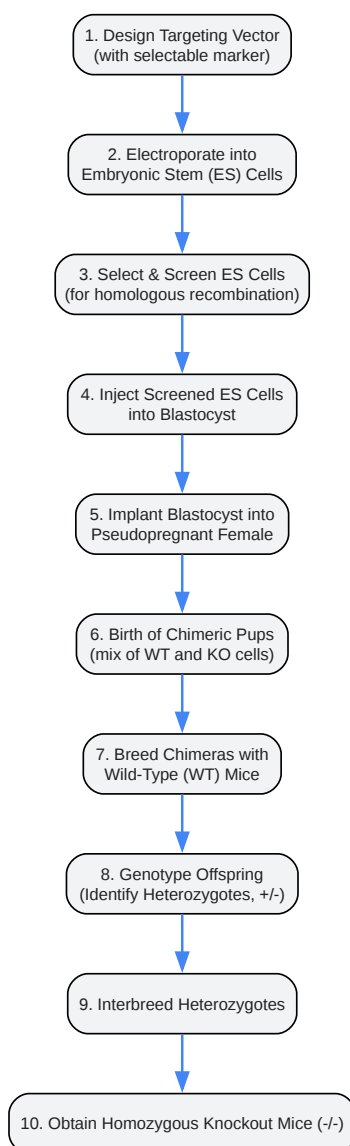 1. Design Targeting Vector
(with selectable marker)
2. Electroporate into
Embryonic Stem (ES) Cells
3. Select & Screen ES Cells
(for homologous recombination)
4. Inject Screened ES Cells
into Blastocyst
5. Implant Blastocyst into
Pseudopregnant Female
6. Birth of Chimeric Pups
(mix of WT and KO cells)
7. Breed Chimeras with
Wild-Type (WT) Mice
8. Genotype Offspring
(Identify Heterozygotes, +/-)
9. Interbreed Heterozygotes
10. Obtain Homozygous Knockout Mice (-/-)